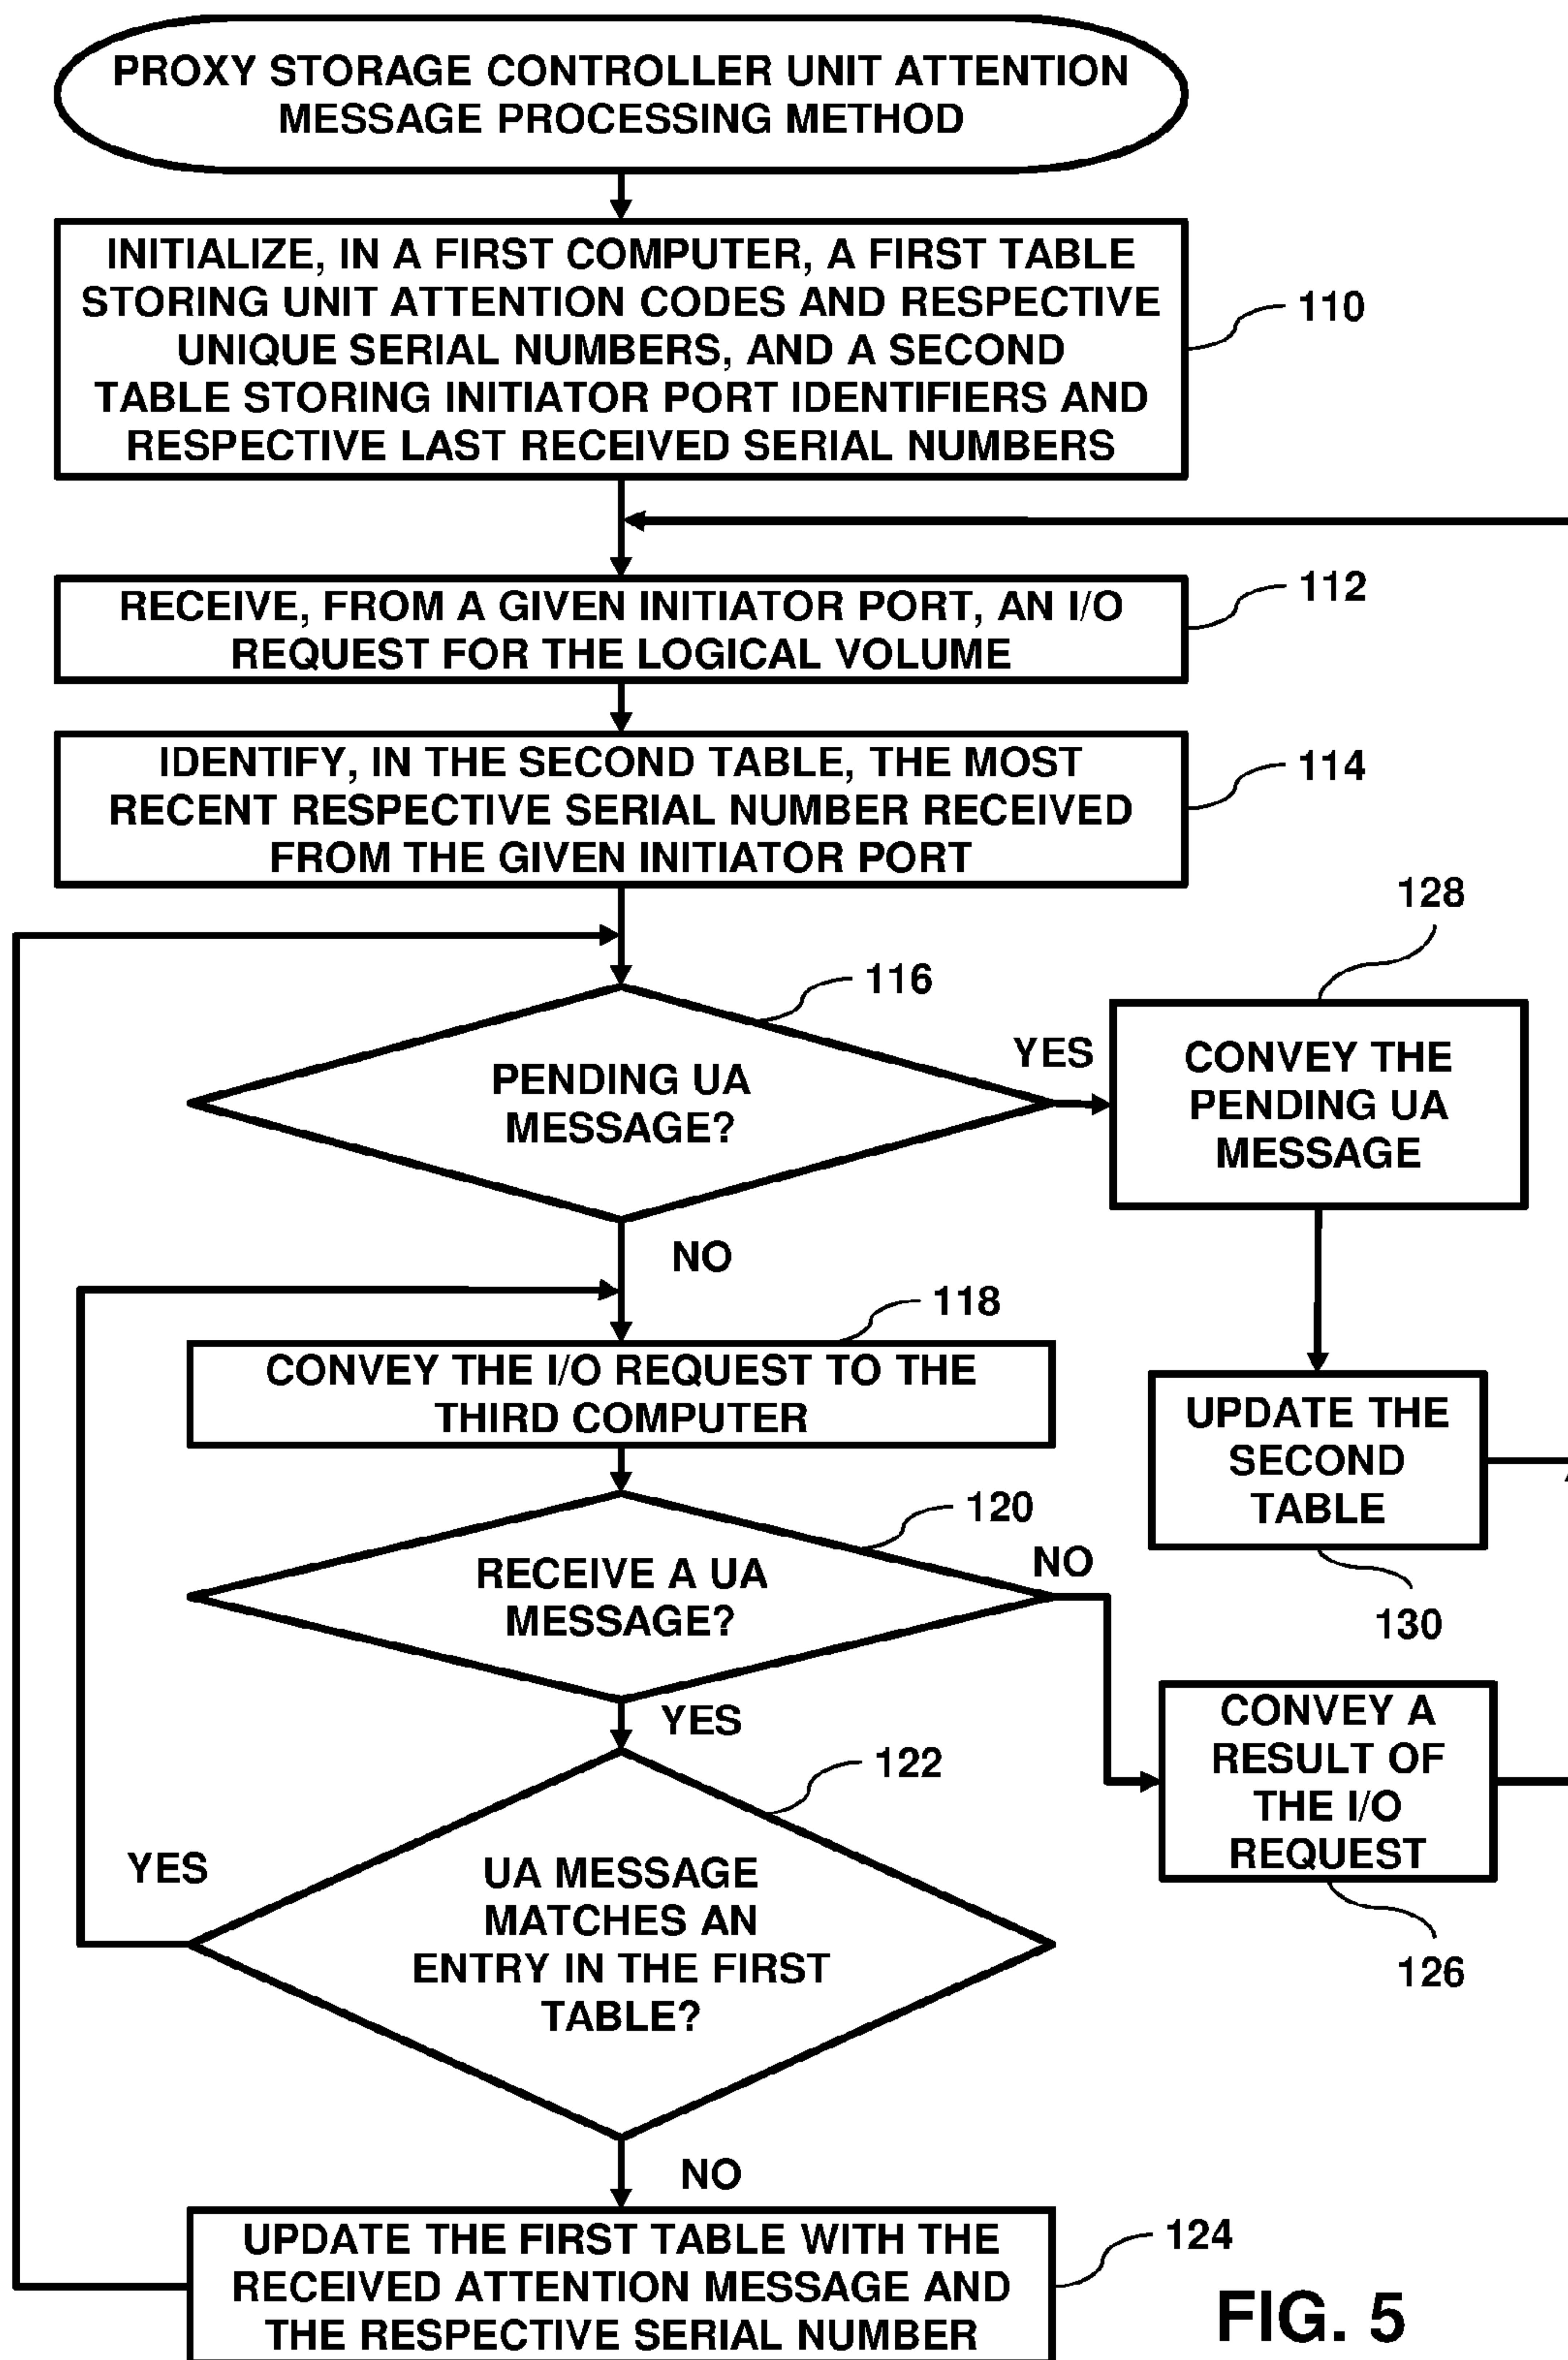 PROXY STORAGE CONTROLLER UNIT ATTENTION
MESSAGE PROCESSING METHOD
INITIALIZE, IN A FIRST COMPUTER, A FIRST TABLE
STORING UNIT ATTENTION CODES AND RESPECTIVE
UNIQUE SERIAL NUMBERS, AND A SECOND
TABLE STORING INITIATOR PORT IDENTIFIERS AND
RESPECTIVE LAST RECEIVED SERIAL NUMBERS
110
RECEIVE, FROM A GIVEN INITIATOR PORT, AN I/O
REQUEST FOR THE LOGICAL VOLUME
112
IDENTIFY, IN THE SECOND TABLE, THE MOST
RECENT RESPECTIVE SERIAL NUMBER RECEIVED
FROM THE GIVEN INITIATOR PORT
114
116
PENDING UA
MESSAGE?
YES
128
CONVEY THE
PENDING UA
MESSAGE
NO
118
CONVEY THE I/O REQUEST TO THE
THIRD COMPUTER
UPDATE THE
SECOND
TABLE
130
120
RECEIVE A UA
MESSAGE?
NO
YES
CONVEY A
RESULT OF
THE I/O
REQUEST
126
122
UA MESSAGE
MATCHES AN
ENTRY IN THE FIRST
TABLE?
YES
NO
UPDATE THE FIRST TABLE WITH THE
RECEIVED ATTENTION MESSAGE AND
THE RESPECTIVE SERIAL NUMBER
124
FIG. 5